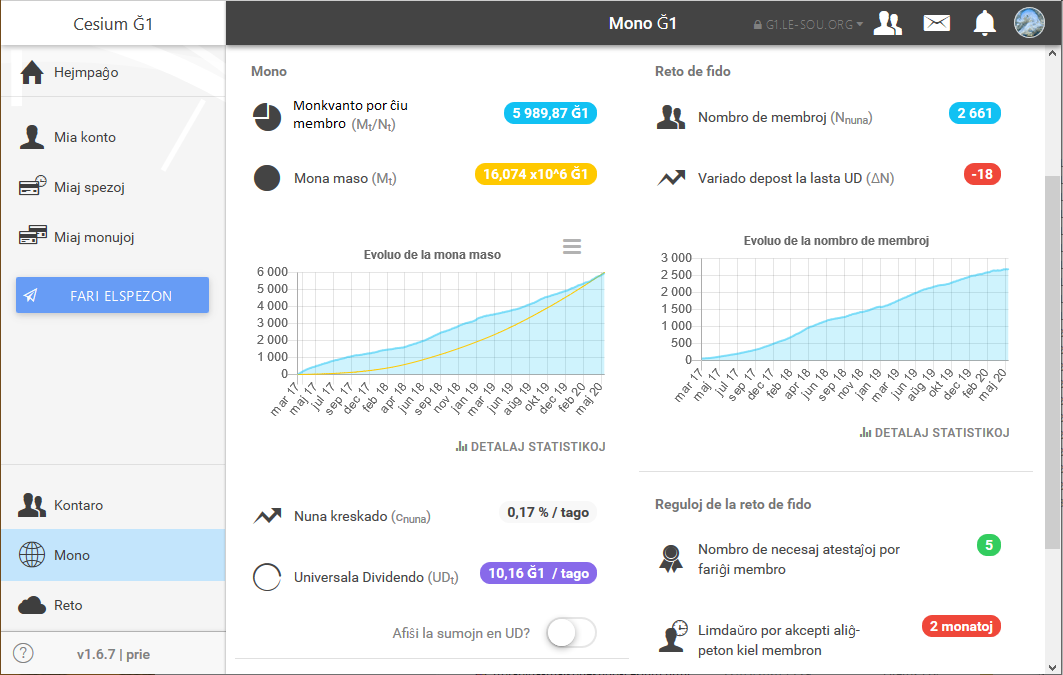 Cesium Ğ1
Mono Ğ1
G1.LE-SOU.ORG
Hejmpaĝo
Mia konto
Miaj spezoj
Miaj monujoj
FARI ELSPEZON
Kontaro
Mono
Reto
v1.6.7 | prie
Mono
Monkvanto por ĉiu
membro (Mt/Nt)
5 989,87 Ğ1
Mona maso (Mt)
16,074 x10^6 Ğ1
Evoluo de la mona maso
6 000
5 000
4 000
3 000
2 000
1 000
0
mar 17
maj 17
jul 17
sep 17
dec 17
feb 18
apr 18
jun 18
sep 18
nov 18
jan 19
mar 19
jun 19
aŭg 19
okt 19
dec 19
feb 20
maj 20
DETALAJ STATISTIKOJ
Nuna kreskado (cnuna)
0,17 % / tago
Universala Dividendo (UDt)
10,16 Ğ1 / tago
Afiŝi la sumojn en UD?
Reto de fido
Nombro de membroj (Nnuna)
2 661
Variado depost la lasta UD (ΔN)
-18
Evoluo de la nombro de membroj
3 000
2 500
2 000
1 500
1 000
500
0
mar 17
maj 17
jul 17
sep 17
dec 17
feb 18
apr 18
jun 18
sep 18
nov 18
jan 19
mar 19
jun 19
aŭg 19
okt 19
dec 19
feb 20
maj 20
DETALAJ STATISTIKOJ
Reguloj de la reto de fido
Nombro de necesaj atestaĵoj por
fariĝi membro
5
Limdaŭro por akcepti aliĝ-
peton kiel membron
2 monatoj